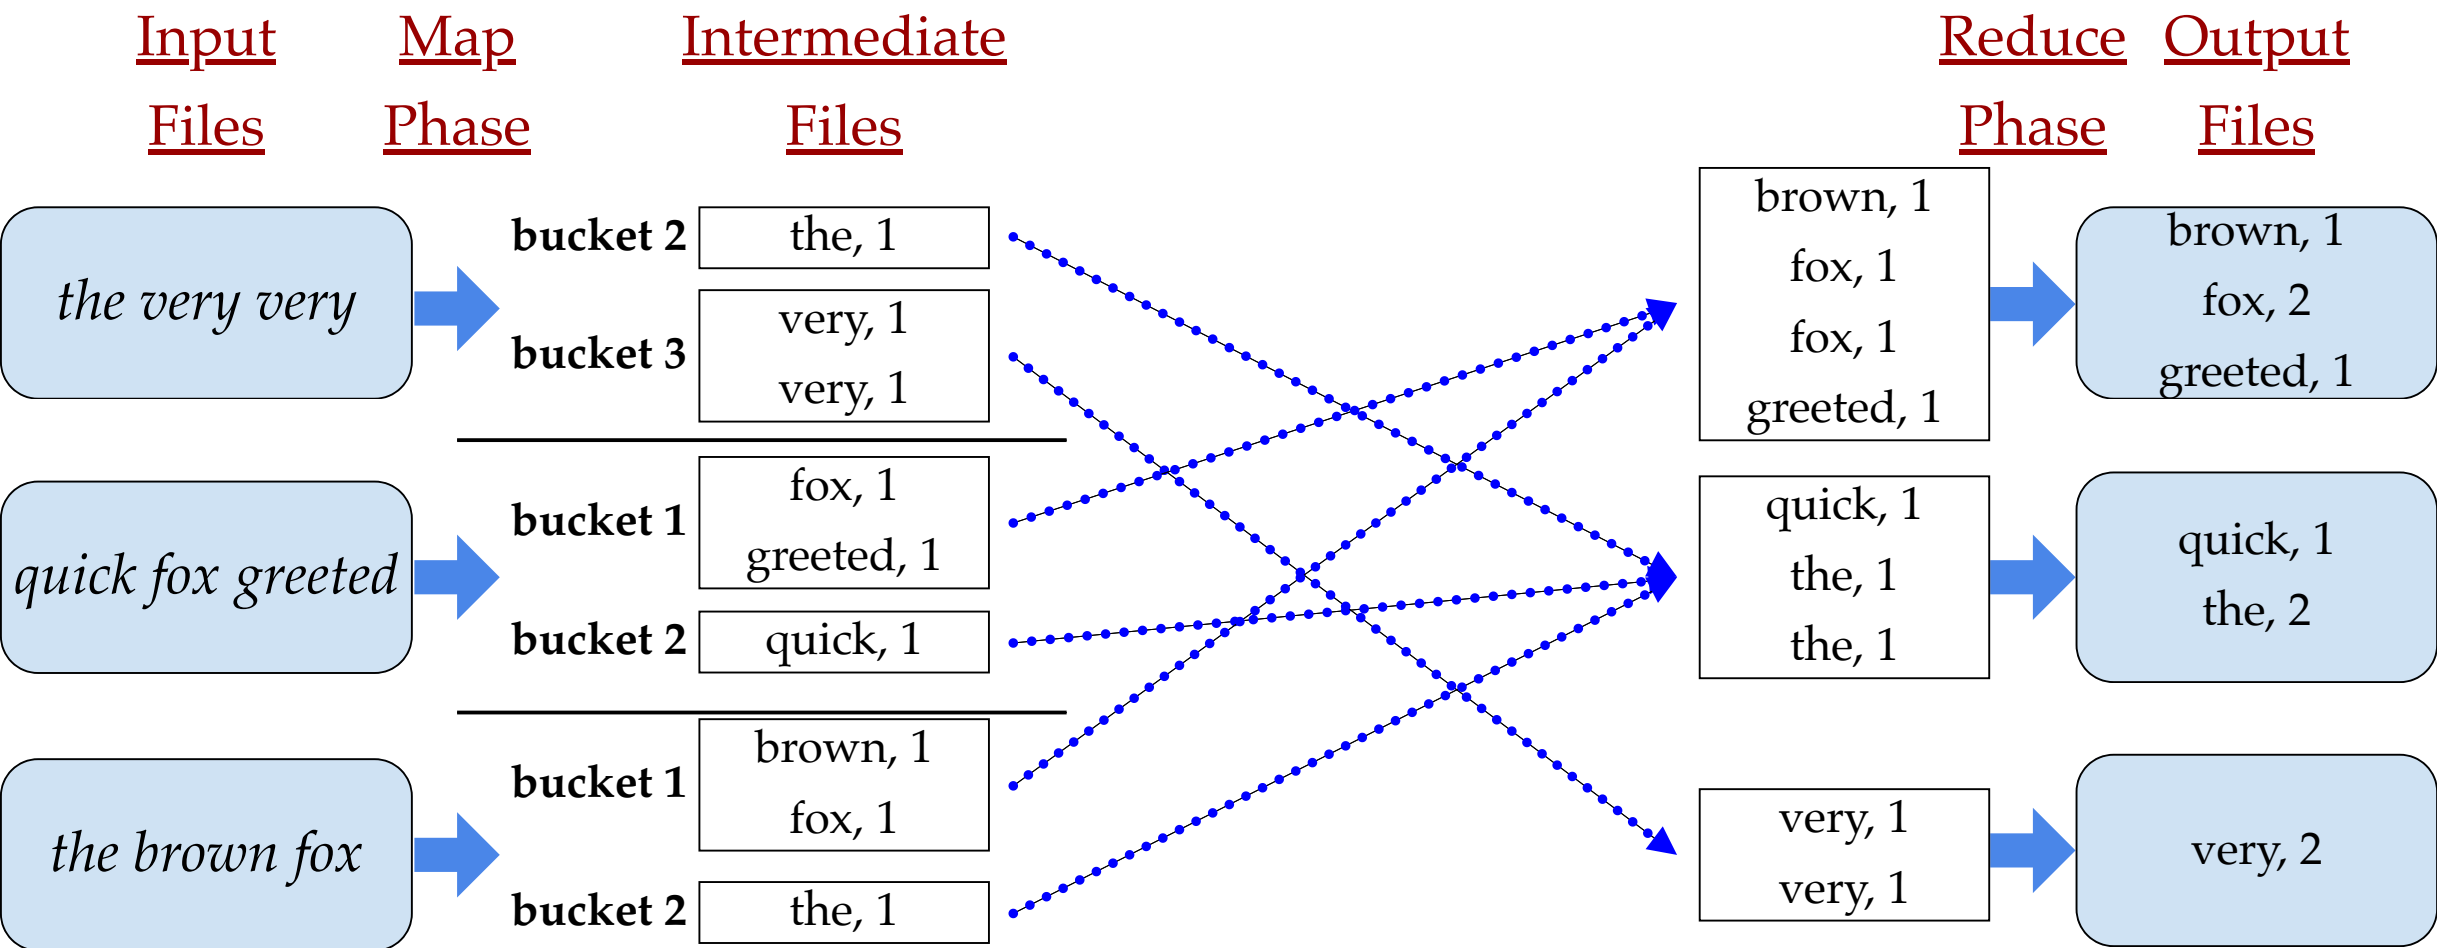 Input
Files
Map
Phase
Intermediate
Files
Reduce
Phase
Output
Files
the very very
bucket 2
the, 1
bucket 3
very, 1
very, 1
quick fox greeted
bucket 1
fox, 1
greeted, 1
bucket 2
quick, 1
the brown fox
bucket 1
brown, 1
fox, 1
bucket 2
the, 1
brown, 1
fox, 1
fox, 1
greeted, 1
brown, 1
fox, 2
greeted, 1
quick, 1
the, 1
the, 1
quick, 1
the, 2
very, 1
very, 1
very, 2